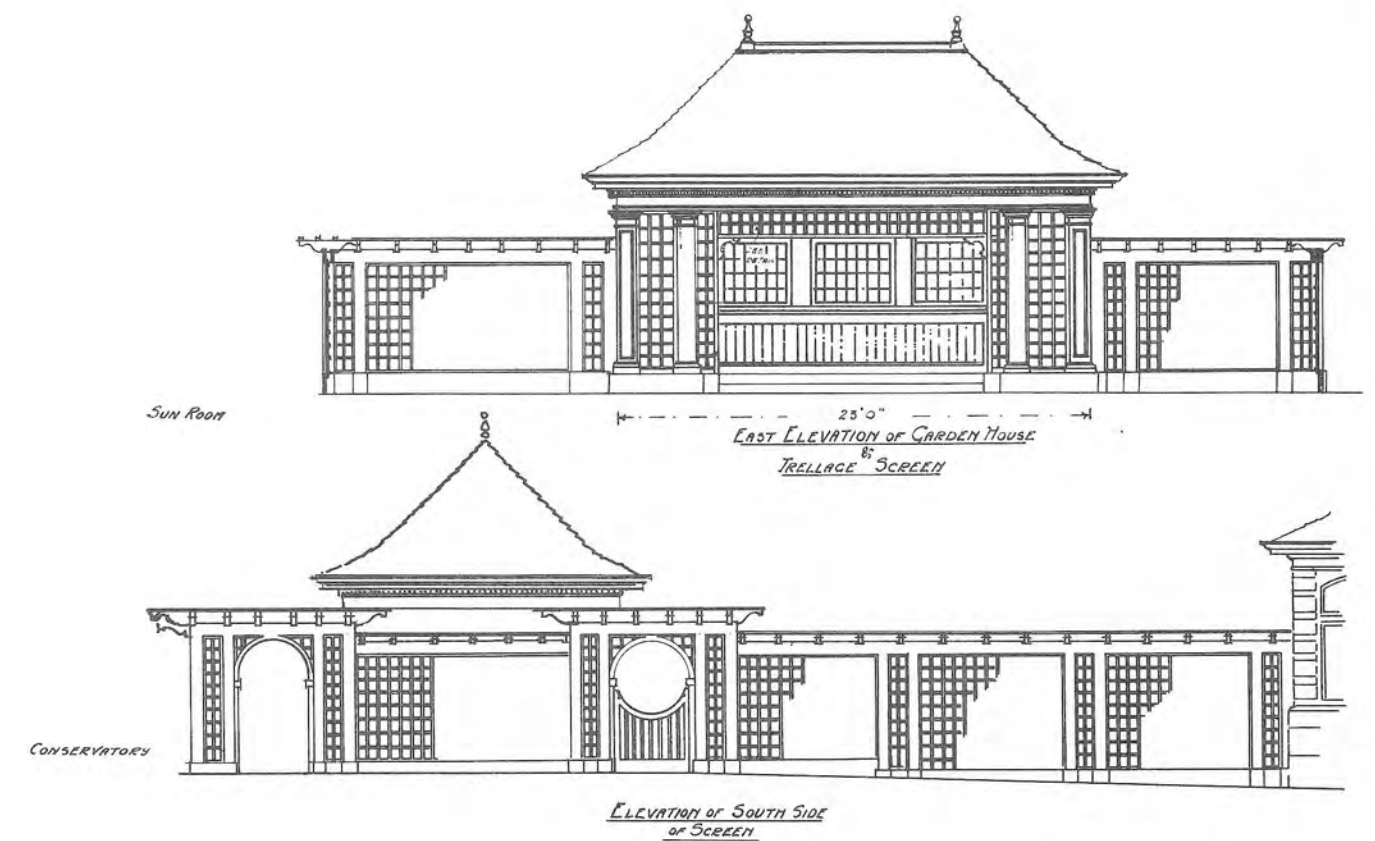 SUN ROOM
25'0"
EAST ELEVATION OF GARDEN HOUSE
&
TRELLAGE SCREEN
CONSERVATORY
ELEVATION OF SOUTH SIDE
OF SCREEN